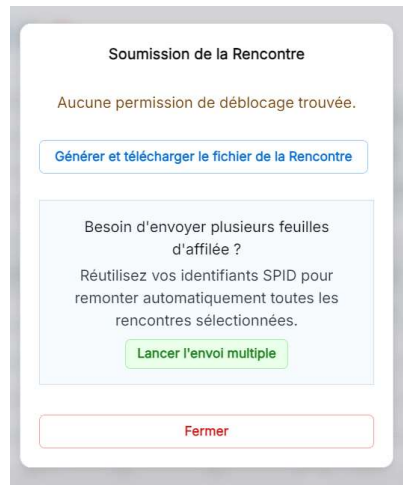 Soumission de la Rencontre
Aucune permission de déblocage trouvée.
Générer et télécharger le fichier de la Rencontre
Besoin d'envoyer plusieurs feuilles
d'affilée ?
Réutilisez vos identifiants SPID pour
remonter automatiquement toutes les
rencontres sélectionnées.
Lancer l'envoi multiple
Fermer